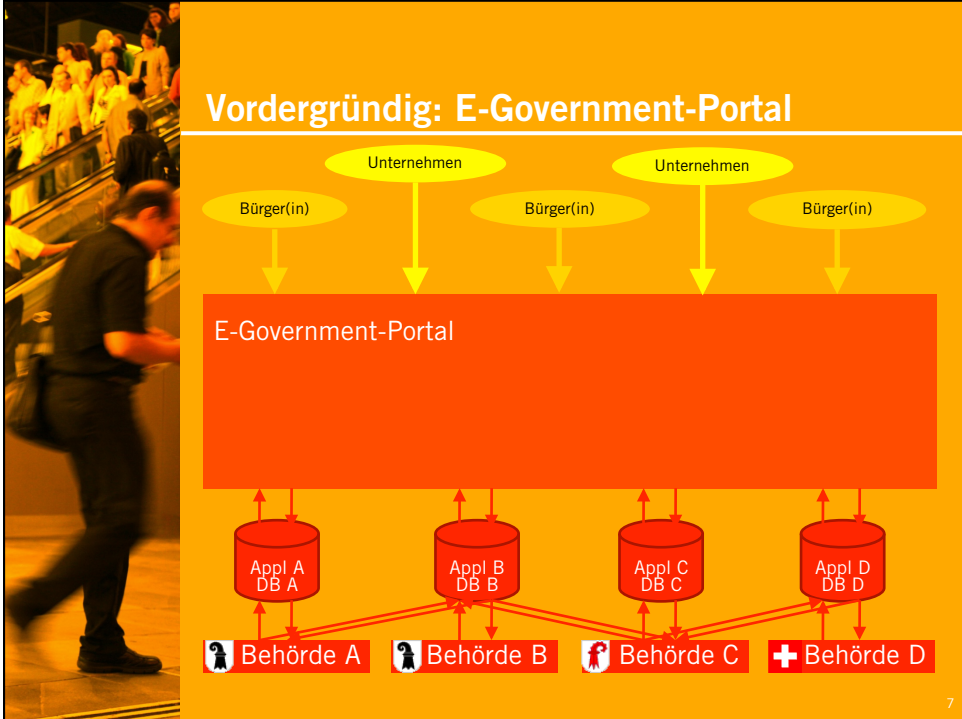 Vordergründig: E-Government-Portal
Unternehmen
Unternehmen
Bürger(in)
Bürger(in)
Bürger(in)
E-Government-Portal
Appl A
DB A
Appl B
DB B
Appl C
DB C
Appl D
DB D
Behörde A
Behörde B
Behörde C
Behörde D
7